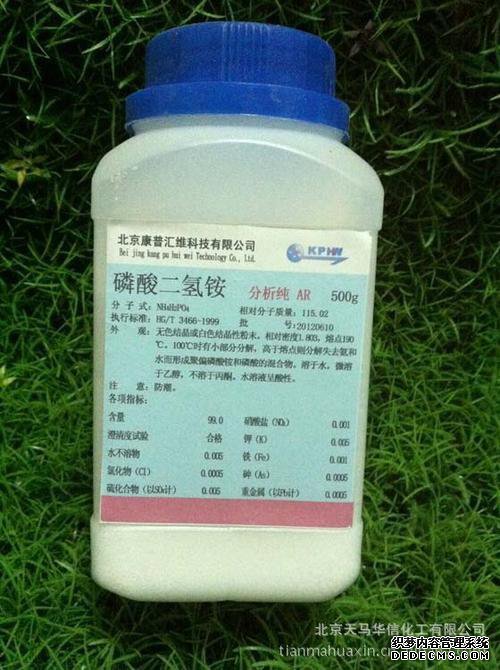 北京康普汇维科技有限公司
Bei jing kang pu hui wei Technology Co., Ltd.
KPHW
磷酸二氢铵 分析纯 AR 500g
分 子 式：NH4H2PO4 相对分子质量：115.02
执行标准：HG/T 3466-1999 批 号：20120610
外 观：无色结晶或白色结晶性粉末，相对密度1.803，熔点190
℃，100℃时有小部分分解，高于熔点则分解失去氨和
水而形成聚偏磷酸铵和磷酸的混合物，溶于水，微溶
于乙醇，不溶于丙酮。水溶液呈酸性。
注 意：防潮。
各项指标：
含量 99.0 硝酸盐（NO3） 0.001
澄清度试验 合格 钾（K） 0.005
水不溶物 0.005 铁（Fe） 0.001
氯化物（Cl） 0.0005 砷（As） 0.0005
硫化合物（以SO4计） 0.005 重金属（以Pb计） 0.0005
北京天马华信化工有限公司
tianmahuaxin.cn
织梦内容管理系统
DEDECMS.COM